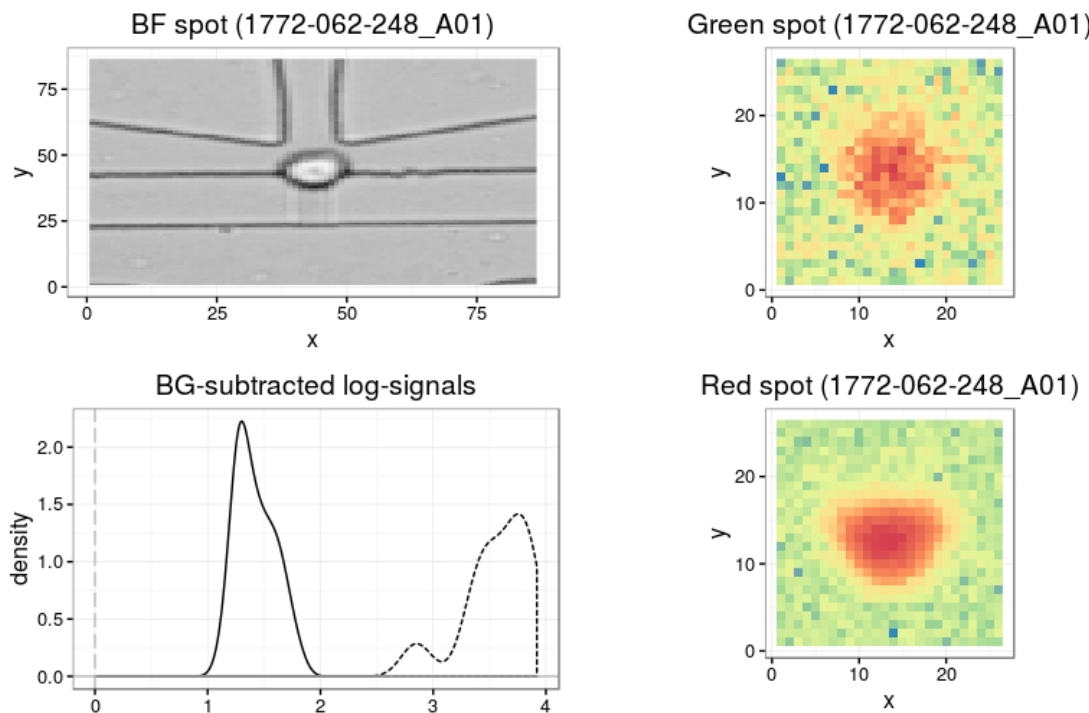 BF spot (1772-062-248_A01)
75
50
25
0
y
0 25 50 75
x
Green spot (1772-062-248_A01)
20
10
0
y
0 10 20
x
BG-subtracted log-signals
2.0
1.5
1.0
0.5
0.0
density
0 1 2 3 4
Red spot (1772-062-248_A01)
20
10
0
y
0 10 20
x